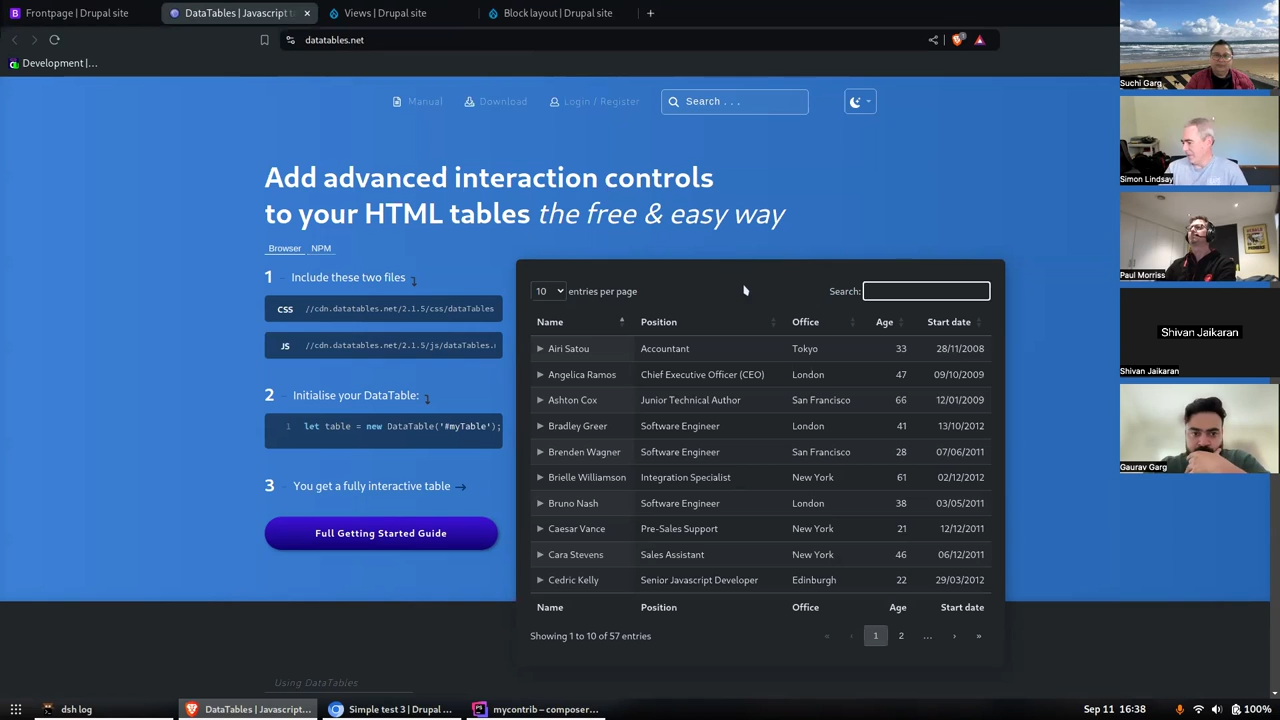 Frontpage | Drupal site
DataTables | Javascript t
Views | Drupal site
Block layout | Drupal site
datatables.net
1
Development |...
Manual
Download
Login / Register
Search . . .
Add advanced interaction controls
to your HTML tables the free & easy way
Browser
NPM
1 Include these two files
CSS //cdn.datatables.net/2.1.5/css/dataTables
JS //cdn.datatables.net/2.1.5/js/dataTables.
2 Initialise your DataTable:
1 let table = new DataTable('#myTable');
3 You get a fully interactive table →
Full Getting Started Guide
10 entries per page
Search:
Name Position Office Age Start date
Airi Satou Accountant Tokyo 33 28/11/2008
Angelica Ramos Chief Executive Officer (CEO) London 47 09/10/2009
Ashton Cox Junior Technical Author San Francisco 66 12/01/2009
Bradley Greer Software Engineer London 41 13/10/2012
Brenden Wagner Software Engineer San Francisco 28 07/06/2011
Brielle Williamson Integration Specialist New York 61 02/12/2012
Bruno Nash Software Engineer London 38 03/05/2011
Caesar Vance Pre-Sales Support New York 21 12/12/2011
Cara Stevens Sales Assistant New York 46 06/12/2011
Cedric Kelly Senior Javascript Developer Edinburgh 22 29/03/2012
Name Position Office Age Start date
Showing 1 to 10 of 57 entries
« ‹ 1 2 … › »
Using DataTables
Suchi Garg
Simon Lindsay
Paul Morriss
Shivan Jaikaran
Shivan Jaikaran
Gaurav Garg
dsh log
DataTables | Javascript...
Simple test 3 | Drupal ...
mycontrib – composer...
Sep 11 16:38
100%